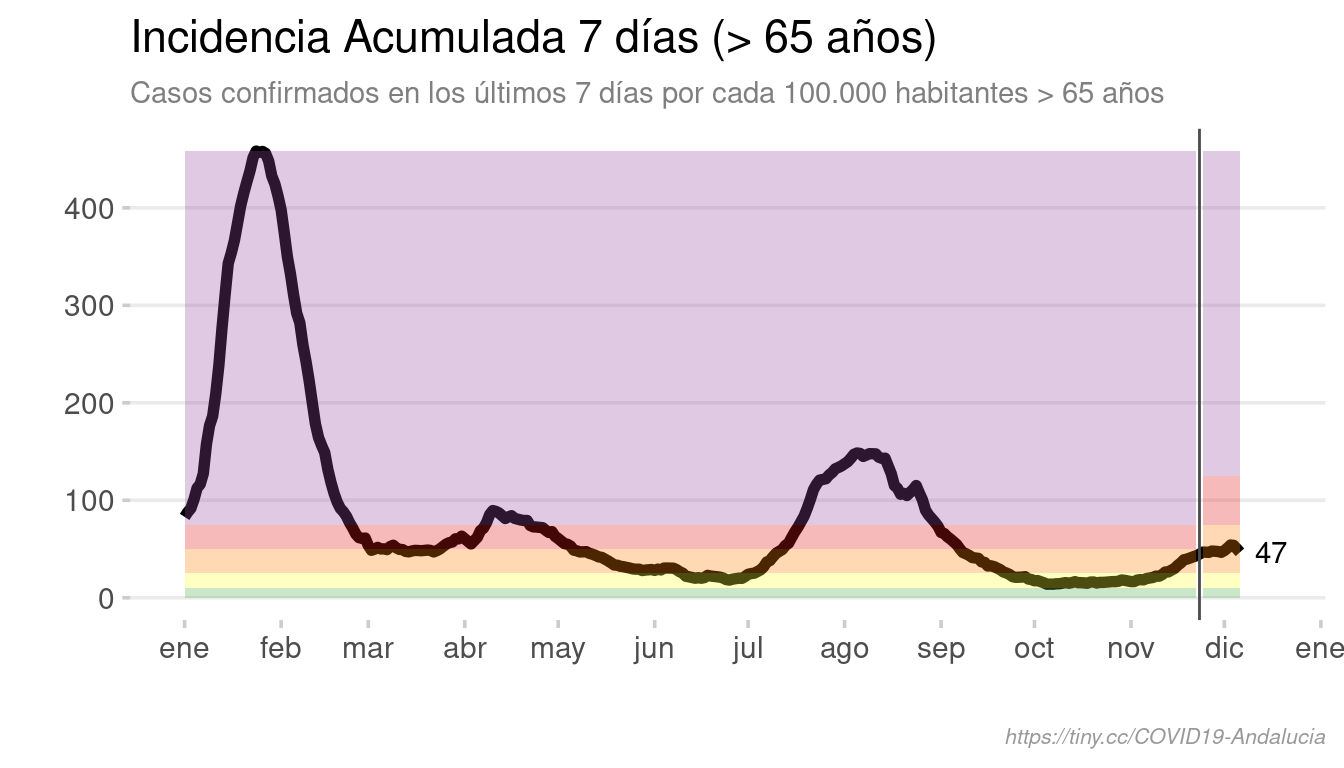 Incidencia Acumulada 7 días (> 65 años)
Casos confirmados en los últimos 7 días por cada 100.000 habitantes > 65 años
400
300
200
100
0
47
ene feb mar abr may jun jul ago sep oct nov dic ene
https://tiny.cc/COVID19-Andalucia